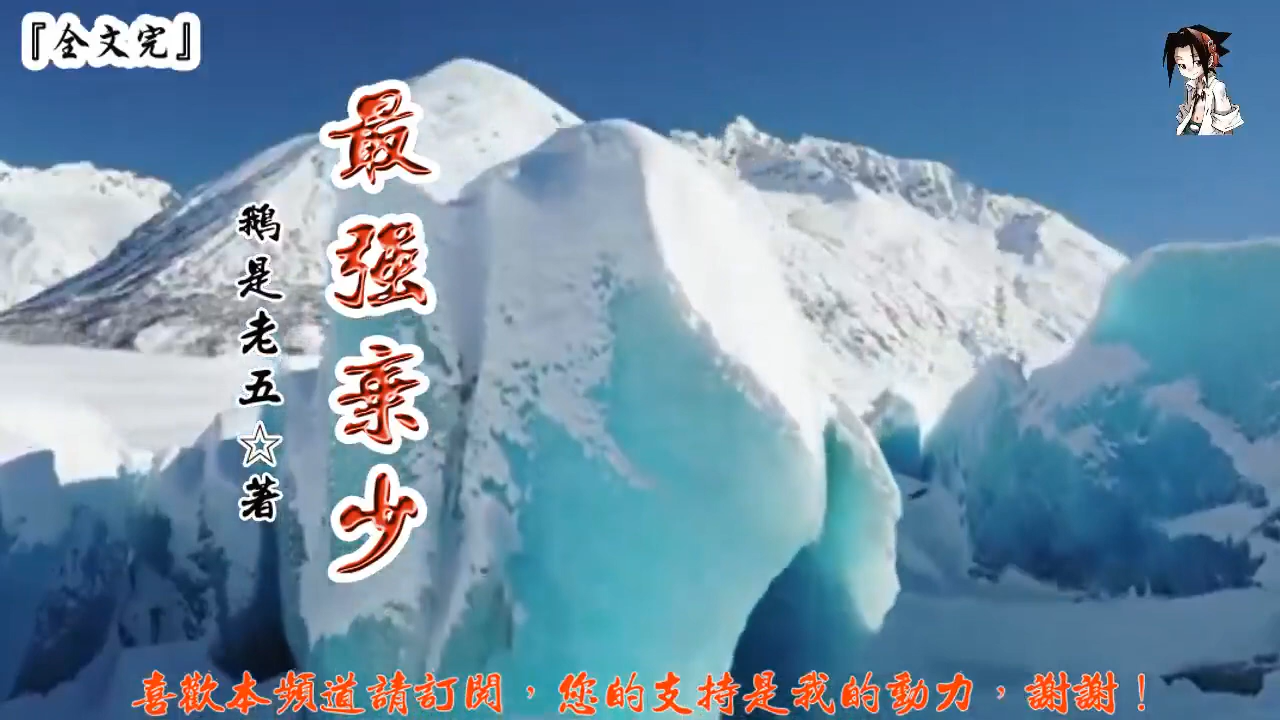 『全文完』
最強棄少
鵝是老五☆著
喜歡本頻道請訂閱，您的支持是我的動力，謝謝！